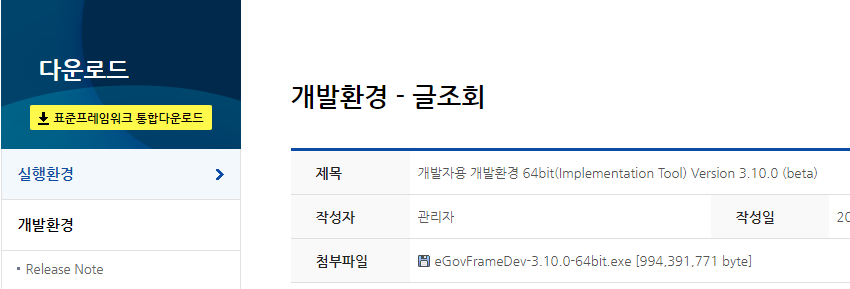 다운로드
표준프레임워크 통합다운로드
실행환경
개발환경
Release Note
개발환경 - 글조회
제목 개발자용 개발환경 64bit(Implementation Tool) Version 3.10.0 (beta)
작성자 관리자 작성일 20
첨부파일 eGovFrameDev-3.10.0-64bit.exe [994,391,771 byte]